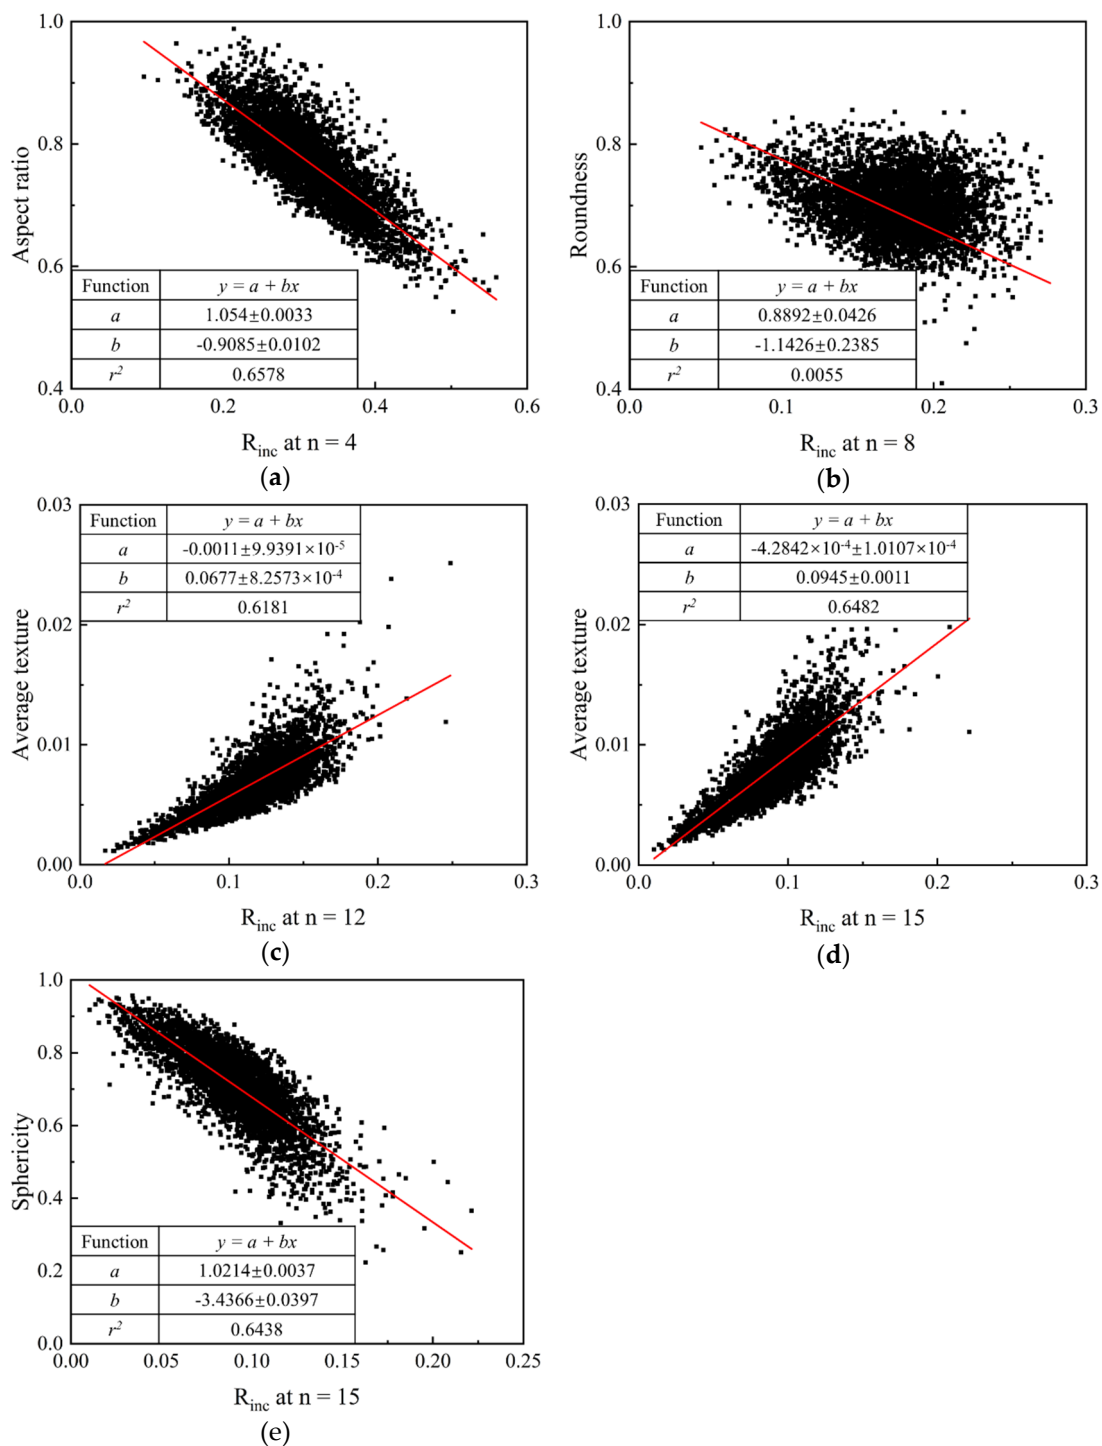 1.0
0.8
0.6
0.4
Aspect ratio
Function y = a + bx
a 1.054±0.0033
b -0.9085±0.0102
r² 0.6578
0.0 0.2 0.4 0.6
R_inc at n = 4
(a)
1.0
0.8
0.6
0.4
Roundness
Function y = a + bx
a 0.8892±0.0426
b -1.1426±0.2385
r² 0.0055
0.0 0.1 0.2 0.3
R_inc at n = 8
(b)
0.03
0.02
0.01
0.00
Average texture
Function y = a + bx
a -0.0011±9.9391×10⁻⁵
b 0.0677±8.2573×10⁻⁴
r² 0.6181
0.0 0.1 0.2 0.3
R_inc at n = 12
(c)
0.03
0.02
0.01
0.00
Average texture
Function y = a + bx
a -4.2842×10⁻⁴±1.0107×10⁻⁴
b 0.0945±0.0011
r² 0.6482
0.0 0.1 0.2 0.3
R_inc at n = 15
(d)
1.0
0.8
0.6
0.4
0.2
0.0
Sphericity
Function y = a + bx
a 1.0214±0.0037
b -3.4366±0.0397
r² 0.6438
0.00 0.05 0.10 0.15 0.20 0.25
R_inc at n = 15
(e)